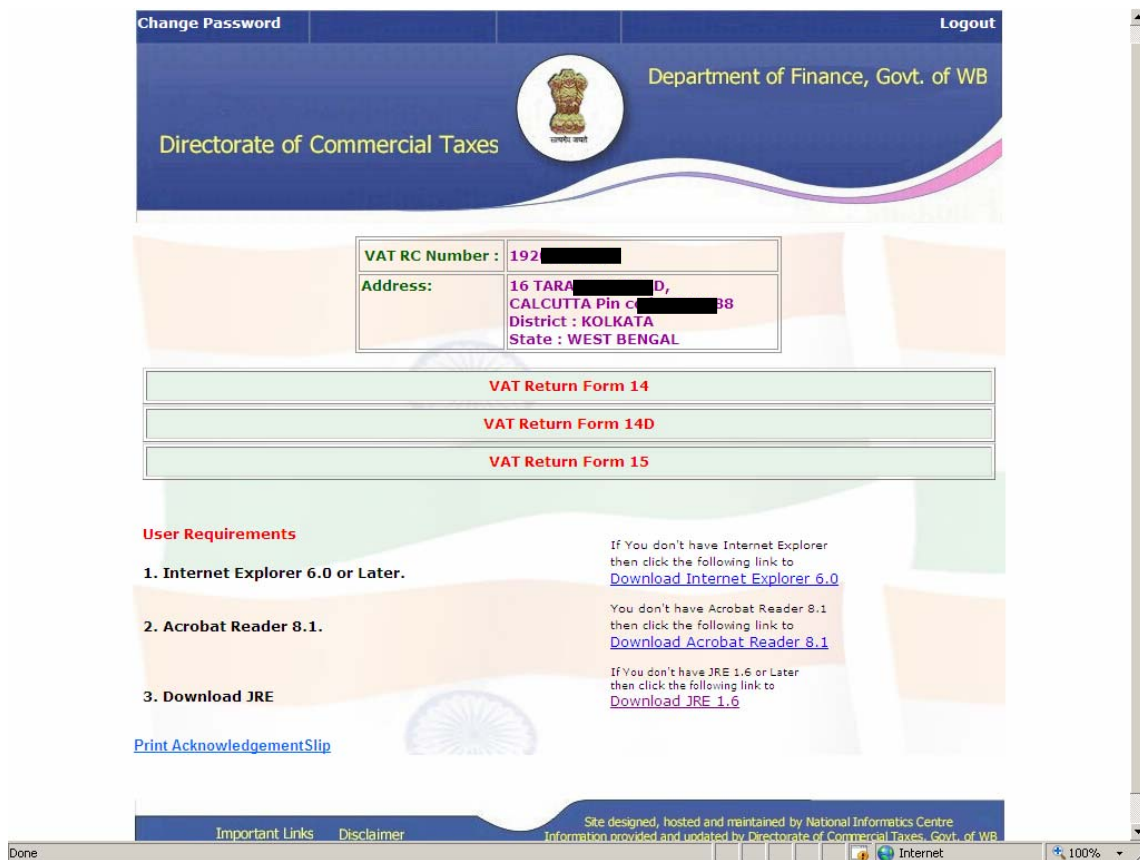 Change Password
Logout
Department of Finance, Govt. of WB
सत्यमेव जयते
Directorate of Commercial Taxes
VAT RC Number : 192
Address: 16 TARA D,
CALCUTTA Pin c 88
District : KOLKATA
State : WEST BENGAL
VAT Return Form 14
VAT Return Form 14D
VAT Return Form 15
User Requirements
If You don't have Internet Explorer
then click the following link to
1. Internet Explorer 6.0 or Later.
Download Internet Explorer 6.0
You don't have Acrobat Reader 8.1
2. Acrobat Reader 8.1.
then click the following link to
Download Acrobat Reader 8.1
If You don't have JRE 1.6 or Later
then click the following link to
3. Download JRE
Download JRE 1.6
Print AcknowledgementSlip
Site designed, hosted and maintained by National Informatics Centre
Important Links Disclaimer
Information provided and updated by Directorate of Commercial Taxes, Govt. of WB
Done
Internet
100%